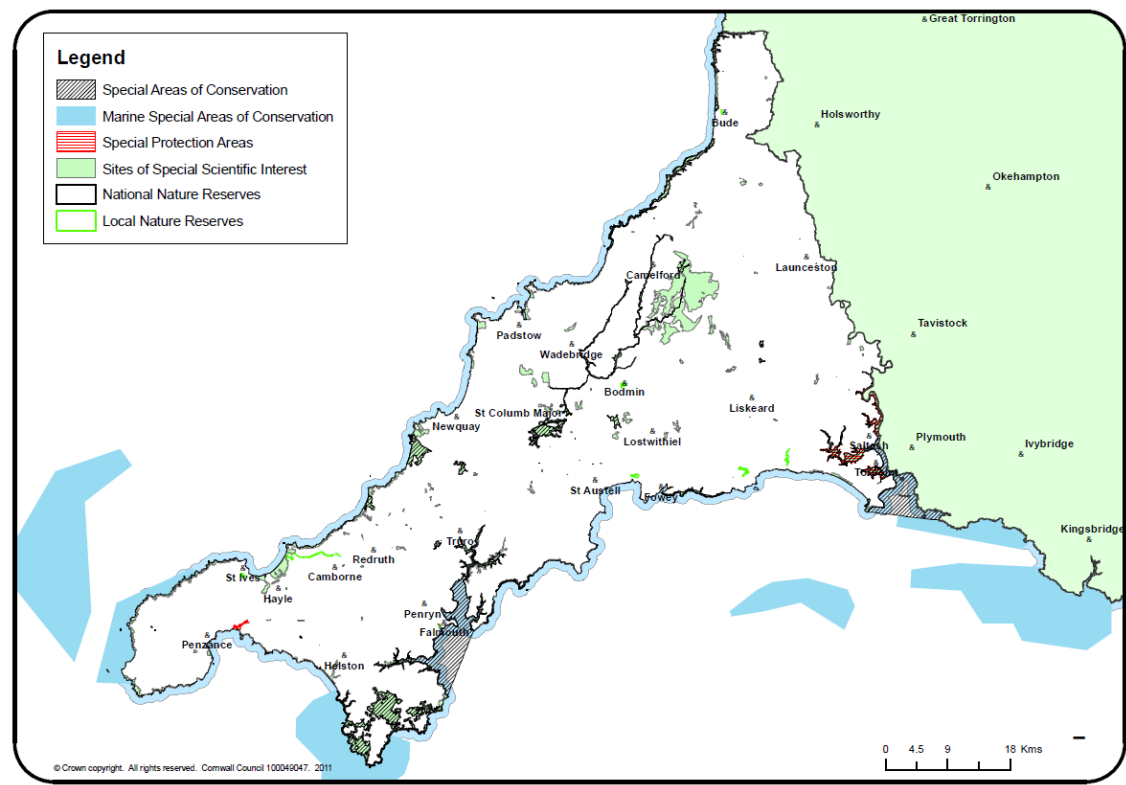 Great Torrington
Legend
Special Areas of Conservation
Marine Special Areas of Conservation
Special Protection Areas
Sites of Special Scientific Interest
National Nature Reserves
Local Nature Reserves
Holsworthy
Bude
Okehampton
Launceston
Camelford
Tavistock
Padstow
Wadebridge
Bodmin
Liskeard
St Columb Major
Newquay
Lostwithiel
Saltash
Plymouth
Ivybridge
St Austell
Fowey
Kingsbridge
Truro
Redruth
St Ives
Camborne
Hayle
Penryn
Falmouth
Penzance
Helston
0 4.5 9 18 Kms
© Crown copyright. All rights reserved. Cornwall Council 100049047. 2011